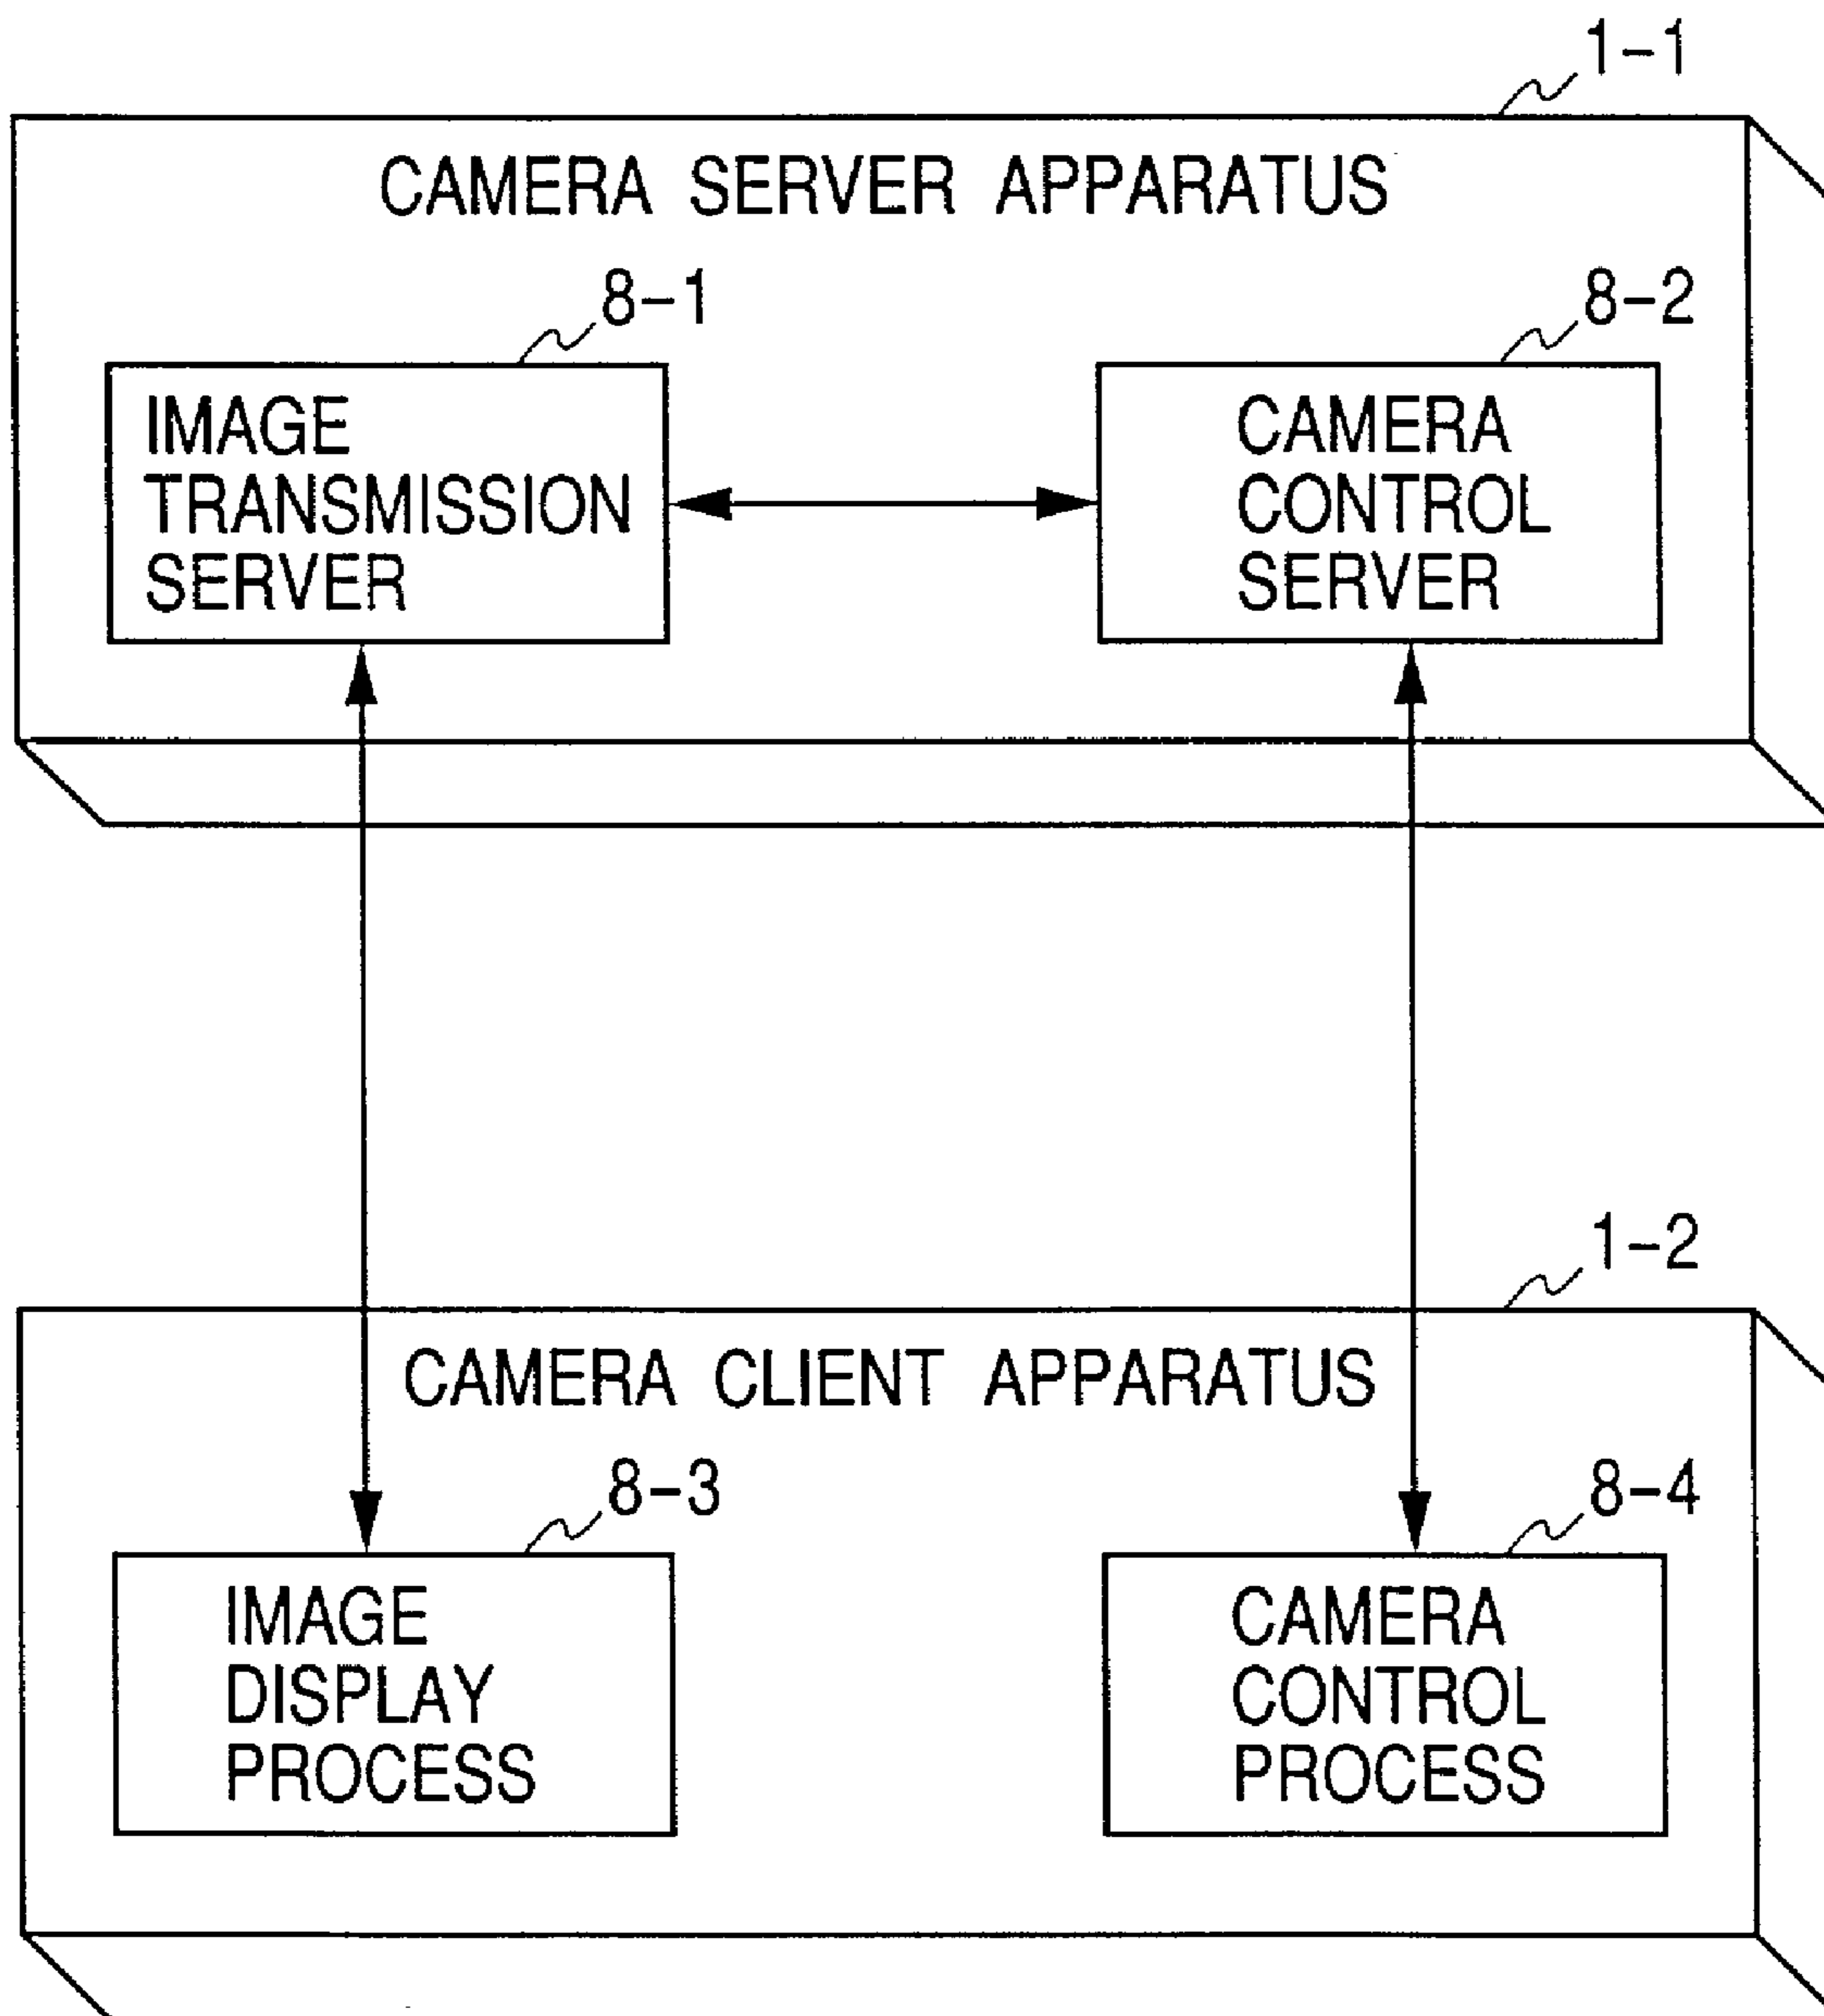 1-1
CAMERA SERVER APPARATUS
8-1
8-2
IMAGE
TRANSMISSION
SERVER
CAMERA
CONTROL
SERVER
1-2
CAMERA CLIENT APPARATUS
8-3
8-4
IMAGE
DISPLAY
PROCESS
CAMERA
CONTROL
PROCESS